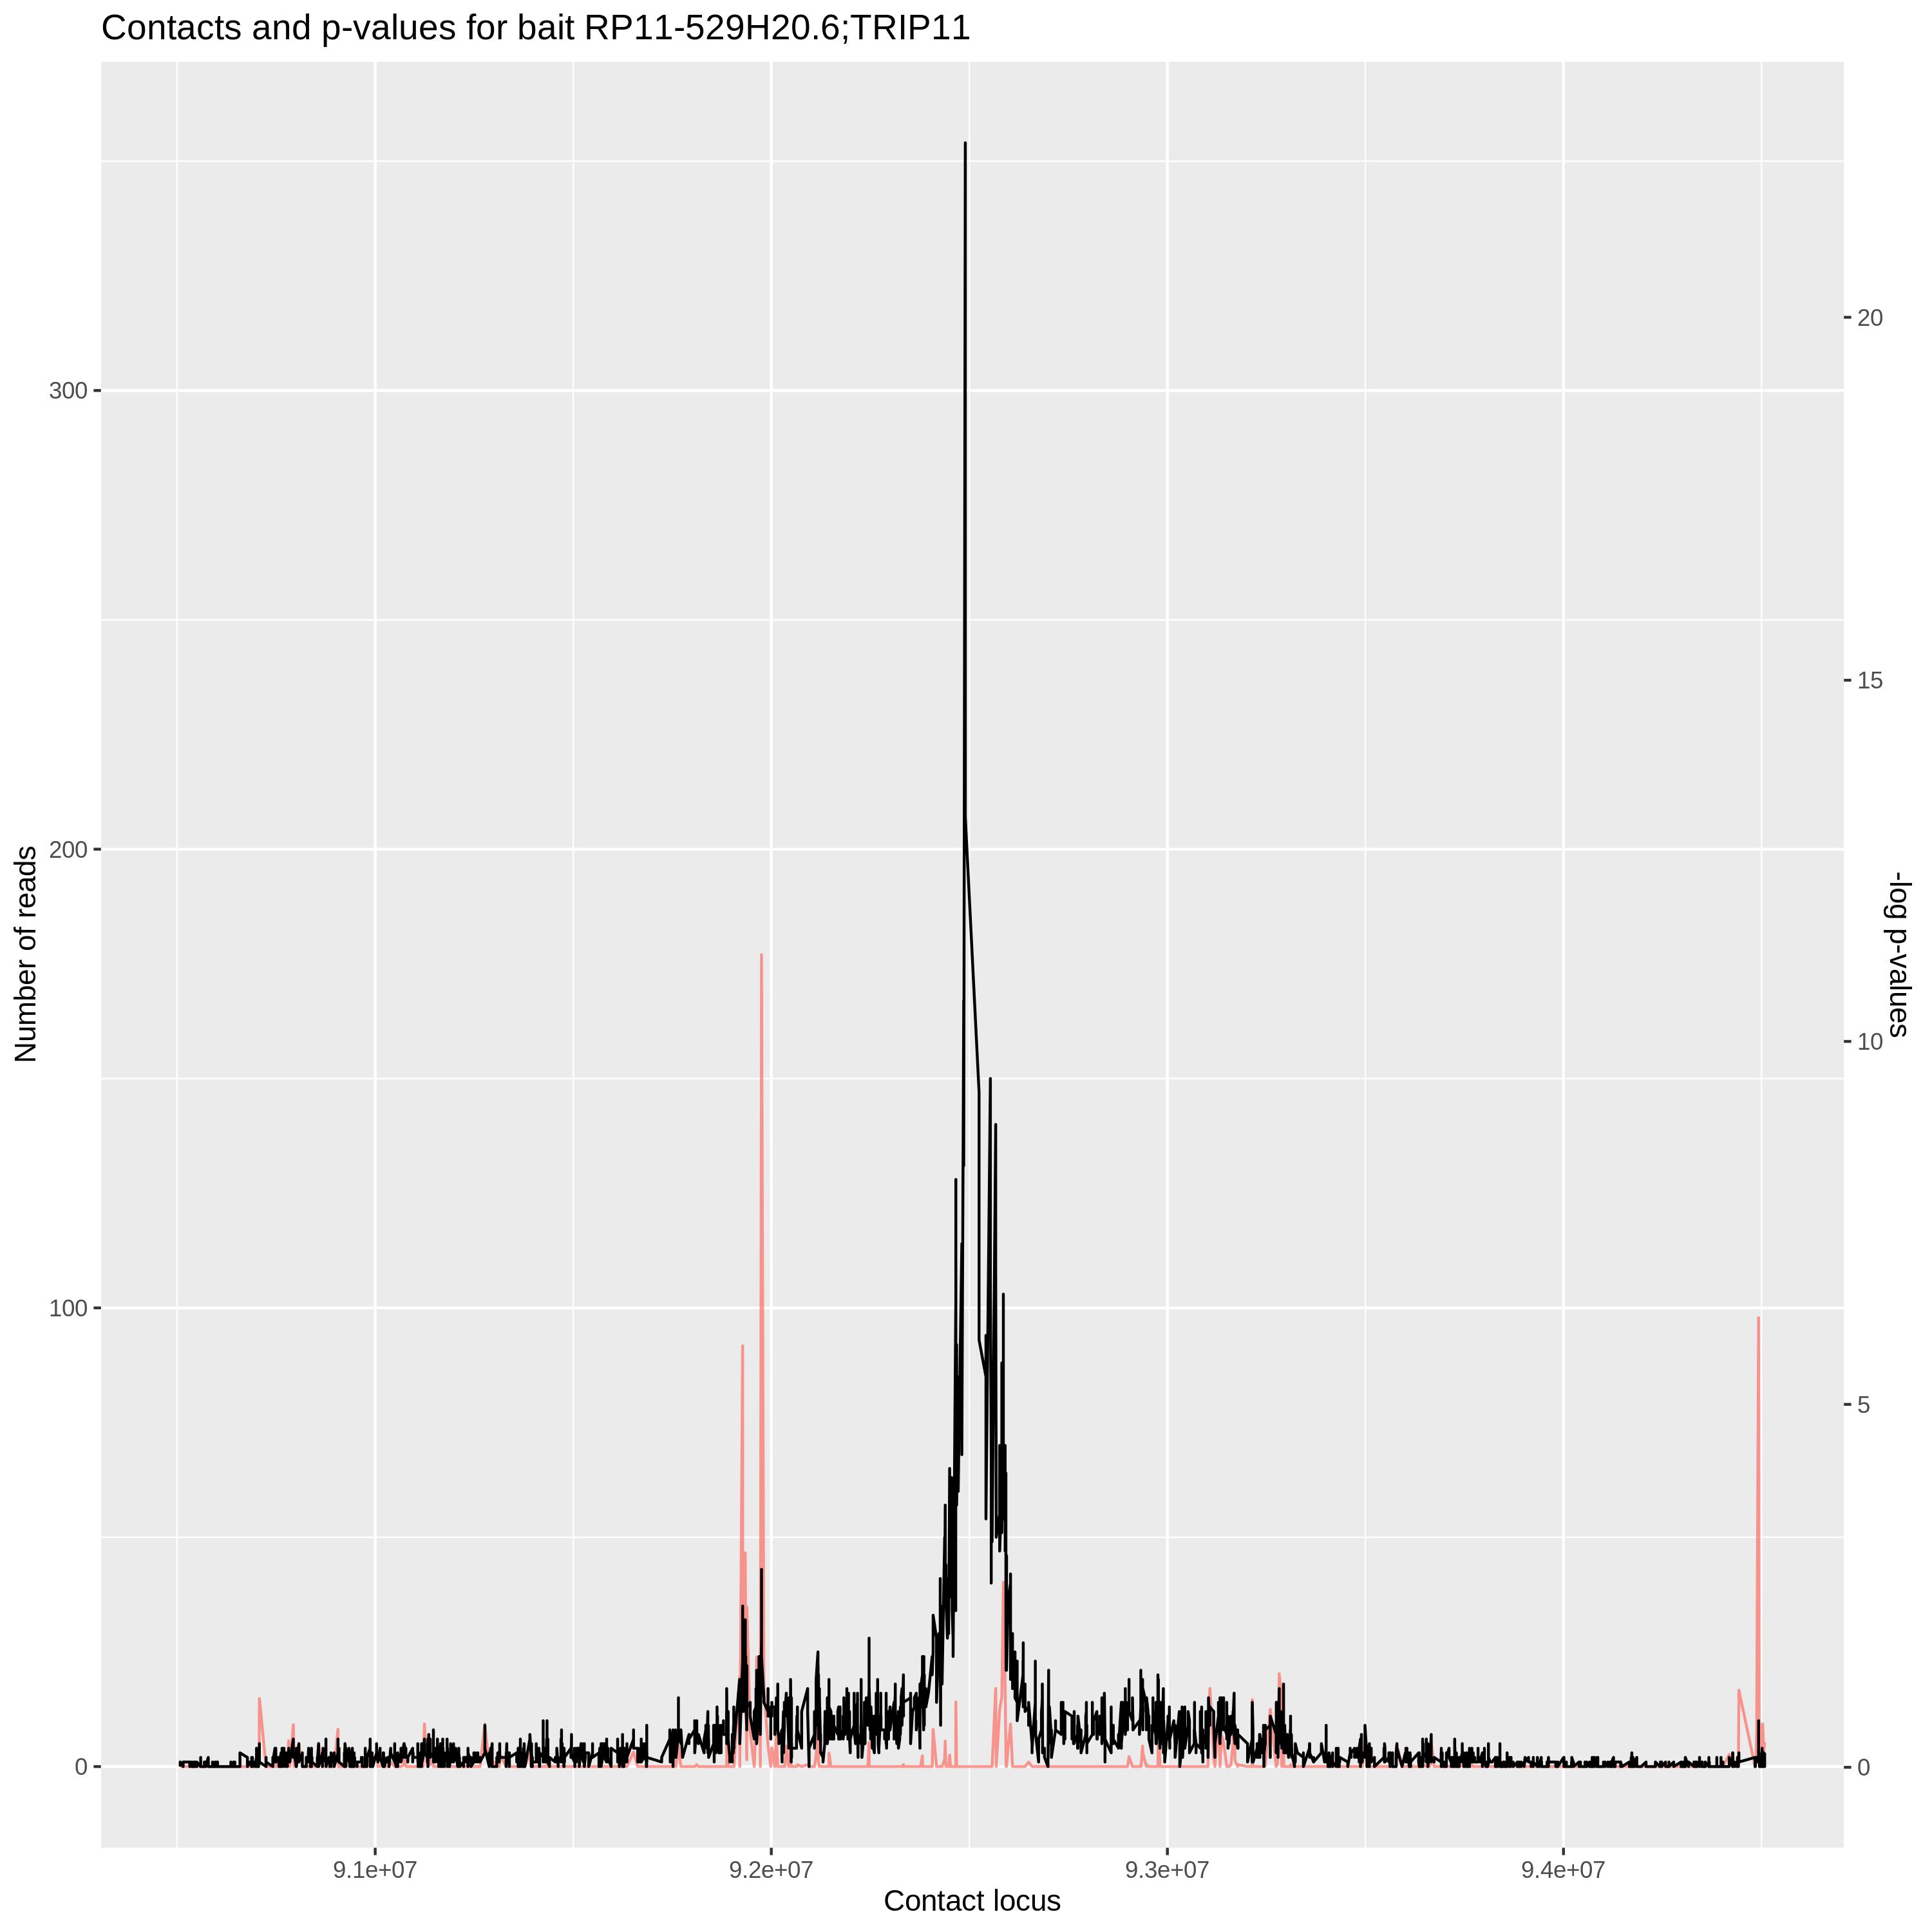 Contacts and p-values for bait RP11-529H20.6;TRIP11
Number of reads
300
200
100
0
20
15
10
5
0
-log p-values
9.1e+07 9.2e+07 9.3e+07 9.4e+07
Contact locus